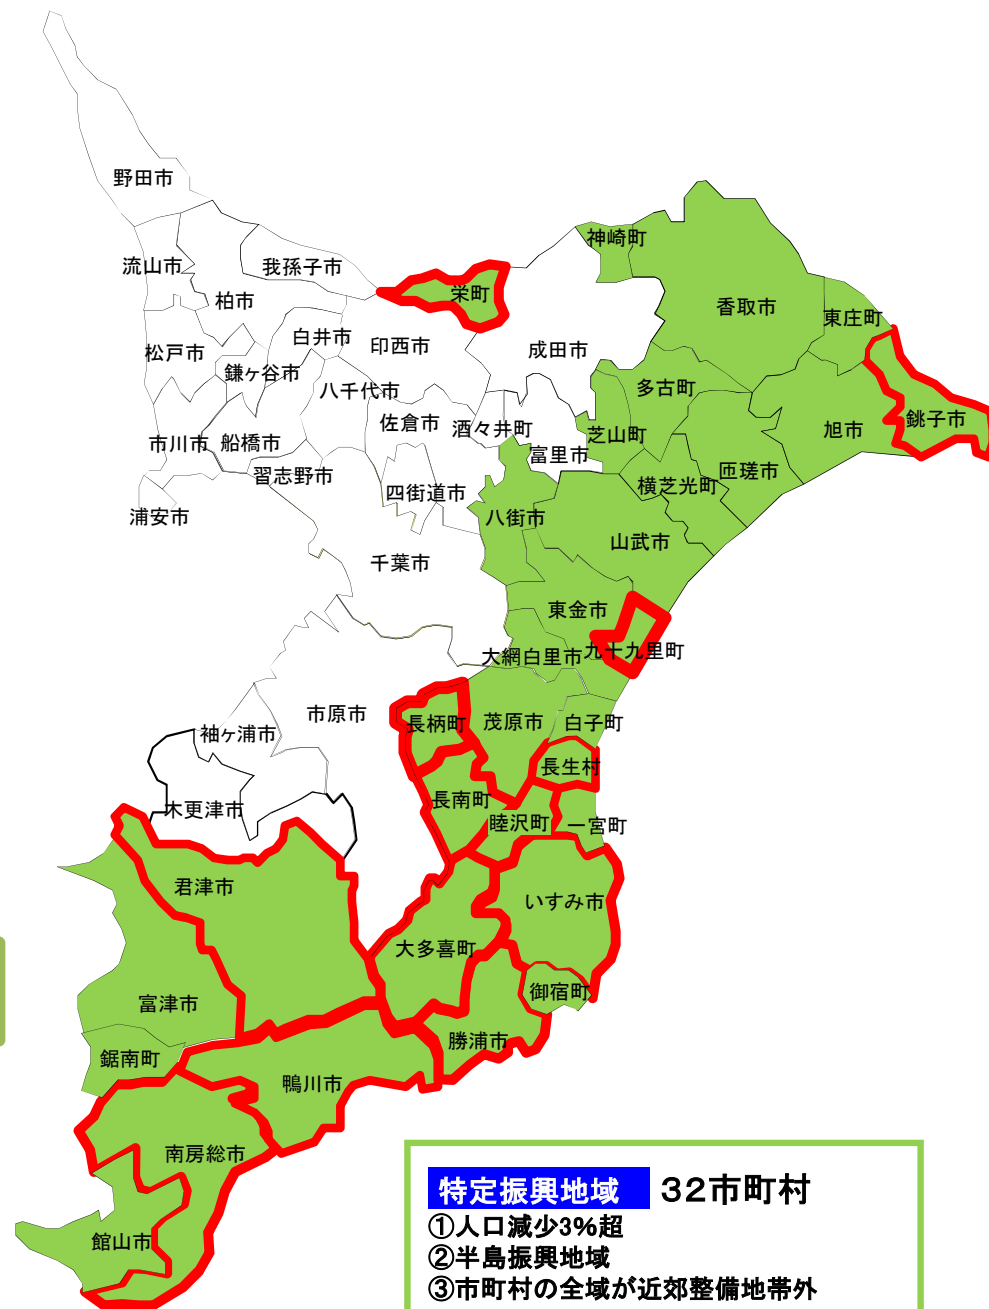 野田市
流山市
我孫子市
柏市
栄町
神崎町
香取市
東庄町
松戸市
鎌ヶ谷市
白井市
印西市
成田市
多古町
八千代市
佐倉市
酒々井町
芝山町
旭市
銚子市
市川市
船橋市
習志野市
四街道市
富里市
横芝光町
匝瑳市
浦安市
八街市
千葉市
山武市
東金市
大網白里市
九十九里町
市原市
袖ヶ浦市
長柄町
茂原市
白子町
長生村
木更津市
長南町
睦沢町
一宮町
君津市
いすみ市
大多喜町
富津市
御宿町
勝浦市
鋸南町
鴨川市
南房総市
館山市
特定振興地域 32市町村
①人口減少3%超
②半島振興地域
③市町村の全域が近郊整備地帯外